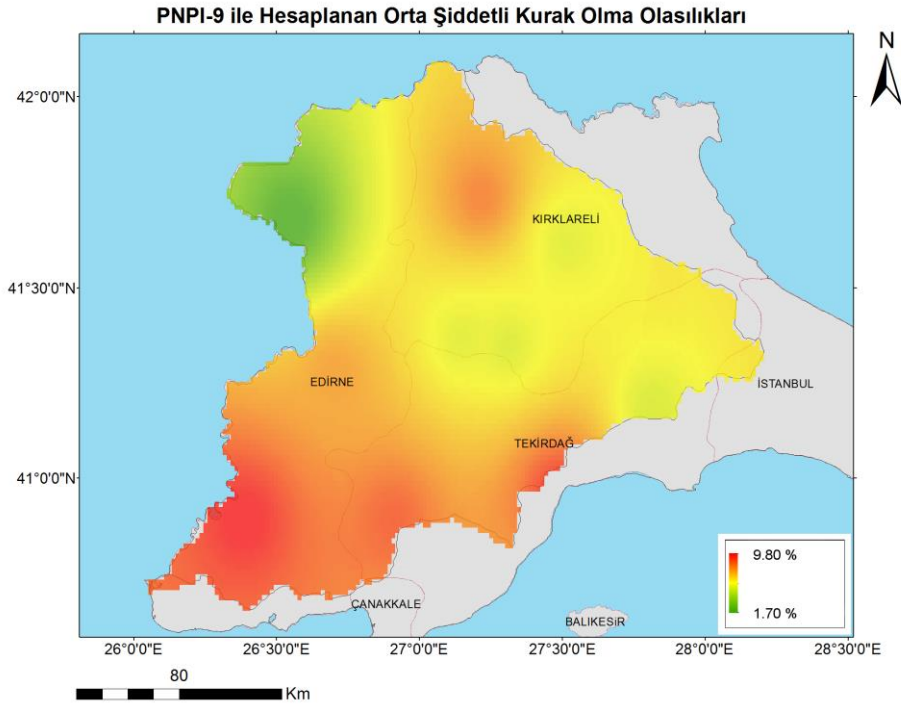 PNPI-9 ile Hesaplanan Orta Şiddetli Kurak Olma Olasılıkları
N
42°0'0"N
KIRKLARELİ
41°30'0"N
EDİRNE
İSTANBUL
TEKİRDAĞ
41°0'0"N
9.80 %
ÇANAKKALE
1.70 %
BALIKESİR
26°0'0"E
26°30'0"E
27°0'0"E
27°30'0"E
28°0'0"E
28°30'0"E
80
Km